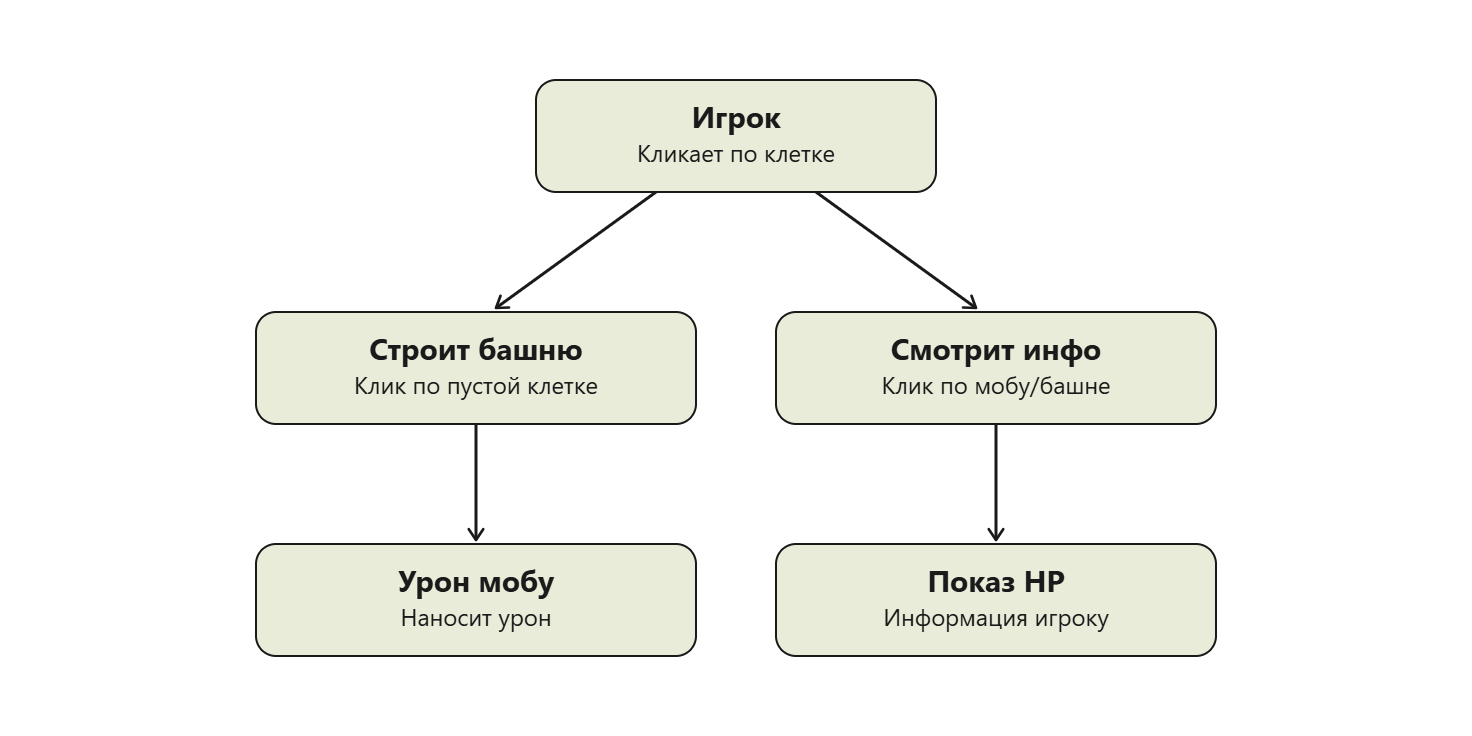 Игрок
Кликает по клетке
Строит башню
Клик по пустой клетке
Смотрит инфо
Клик по мобу/башне
Урон мобу
Наносит урон
Показ HP
Информация игроку